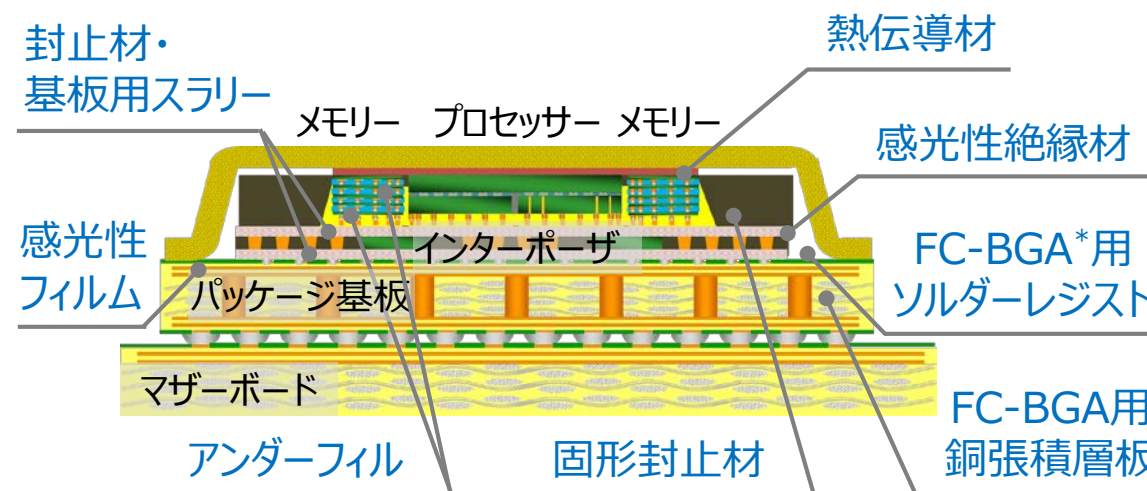 封止材・
基板用スラリー
熱伝導材
メモリー プロセッサー メモリー
感光性絶縁材
感光性
フィルム
インターポーザ
FC-BGA*用
ソルダーレジスト
パッケージ基板
マザーボード
FC-BGA用
銅張積層板
アンダーフィル
固形封止材